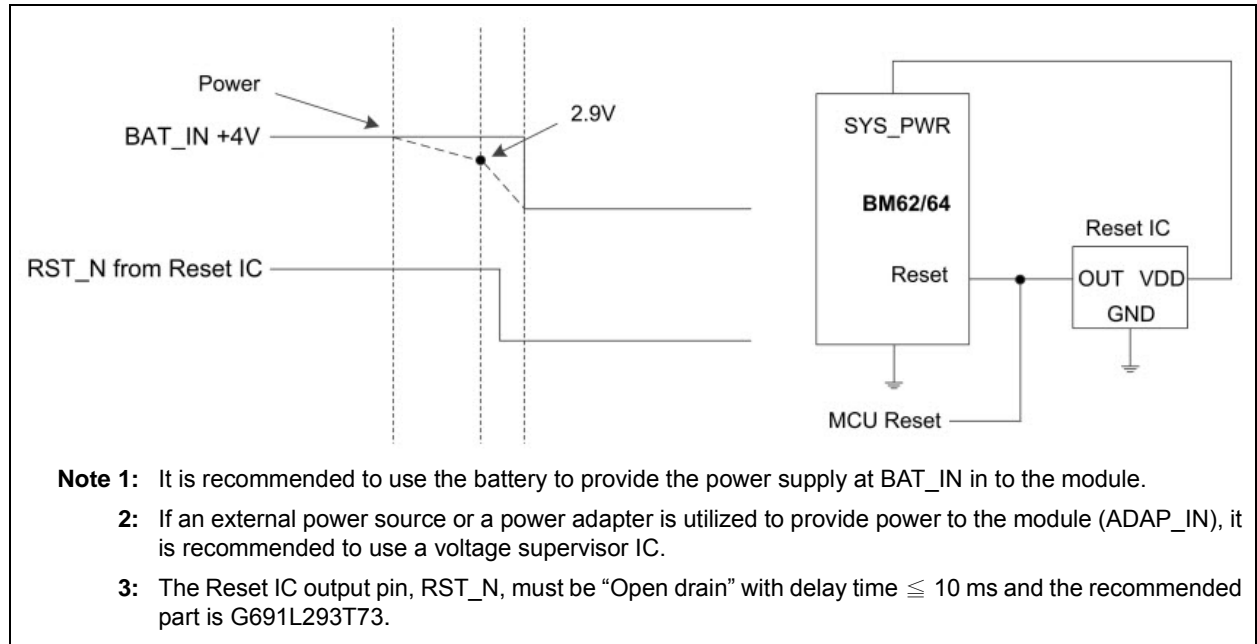 Power
BAT_IN +4V
2.9V
RST_N from Reset IC
SYS_PWR
BM62/64
Reset
Reset IC
OUT VDD
GND
MCU Reset
Note 1: It is recommended to use the battery to provide the power supply at BAT_IN in to the module.
2: If an external power source or a power adapter is utilized to provide power to the module (ADAP_IN), it
is recommended to use a voltage supervisor IC.
3: The Reset IC output pin, RST_N, must be “Open drain” with delay time ≦ 10 ms and the recommended
part is G691L293T73.